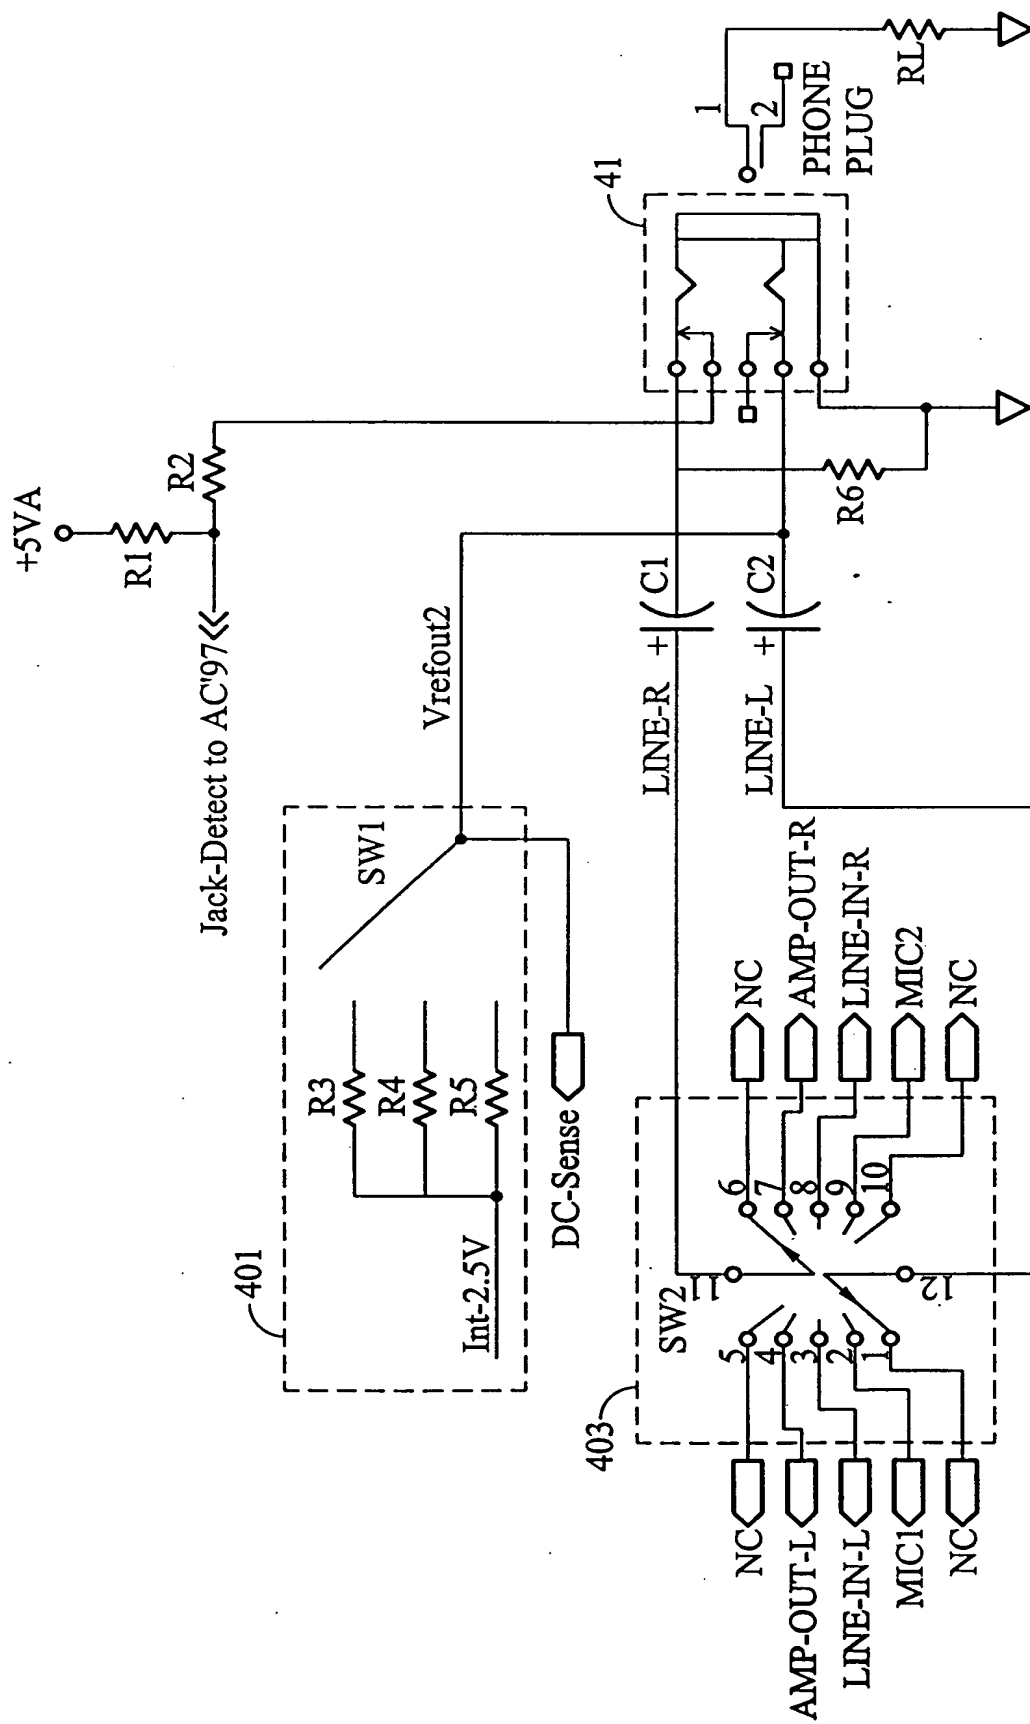 +5VA
R1
R2
Jack-Detect to AC'97
41
1
2
PHONE
PLUG
RL
401
SW1
Vrefout2
R3
R4
R5
Int-2.5V
DC-Sense
LINE-R
+
C1
LINE-L
+
C2
R6
403
SW2
11
12
5
4
3
2
1
6
7
8
9
10
NC
AMP-OUT-L
LINE-IN-L
MIC1
NC
NC
AMP-OUT-R
LINE-IN-R
MIC2
NC